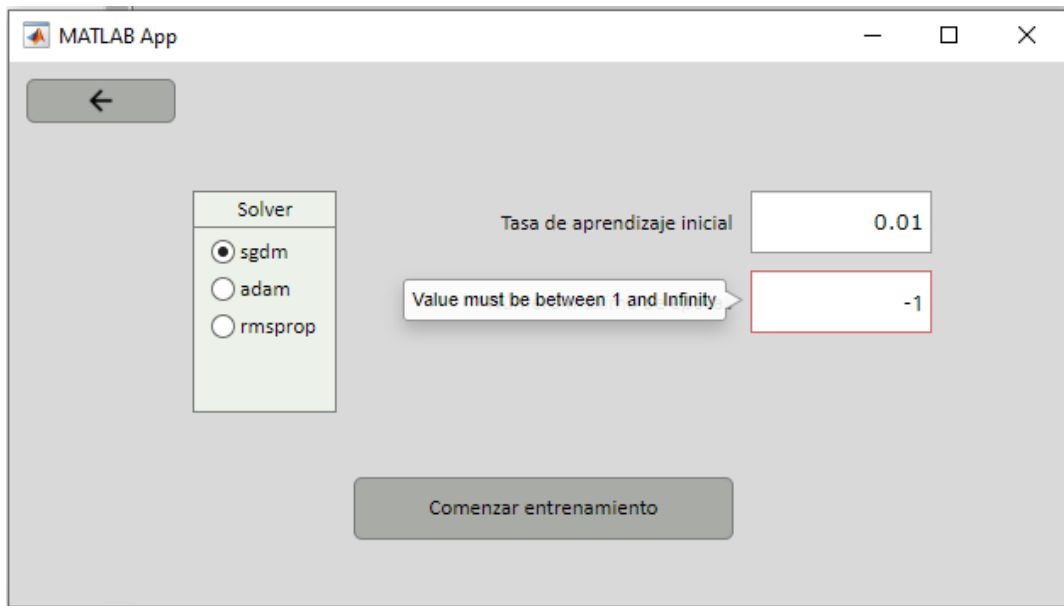 MATLAB App
Solver
sgdm
adam
rmsprop
Tasa de aprendizaje inicial
0.01
Value must be between 1 and Infinity
-1
Comenzar entrenamiento